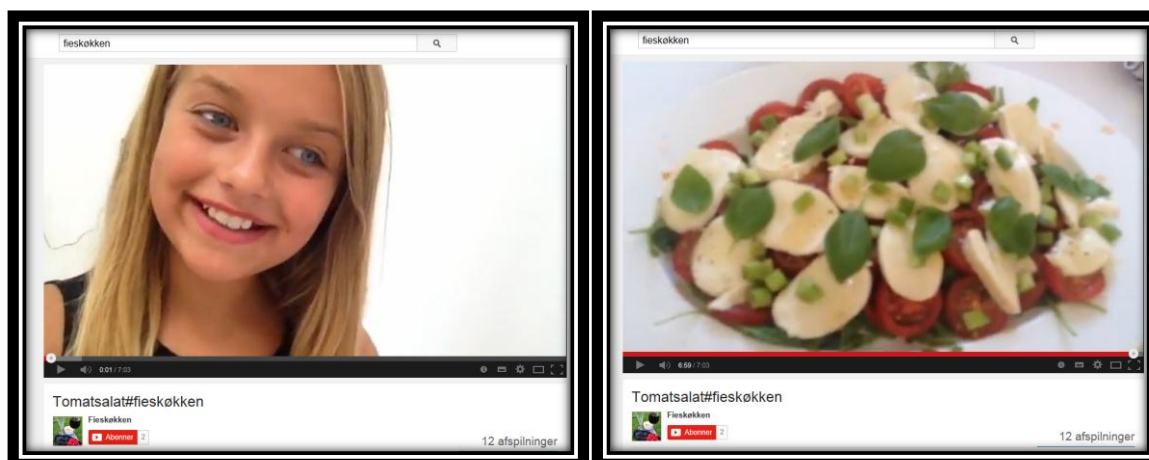 fieskøkken
0:01 / 7:03
Tomatsalat#fieskøkken
Fieskøkken
Abonner 2
12 afspilninger
fieskøkken
6:59 / 7:03
Tomatsalat#fieskøkken
Fieskøkken
Abonner 2
12 afspilninger